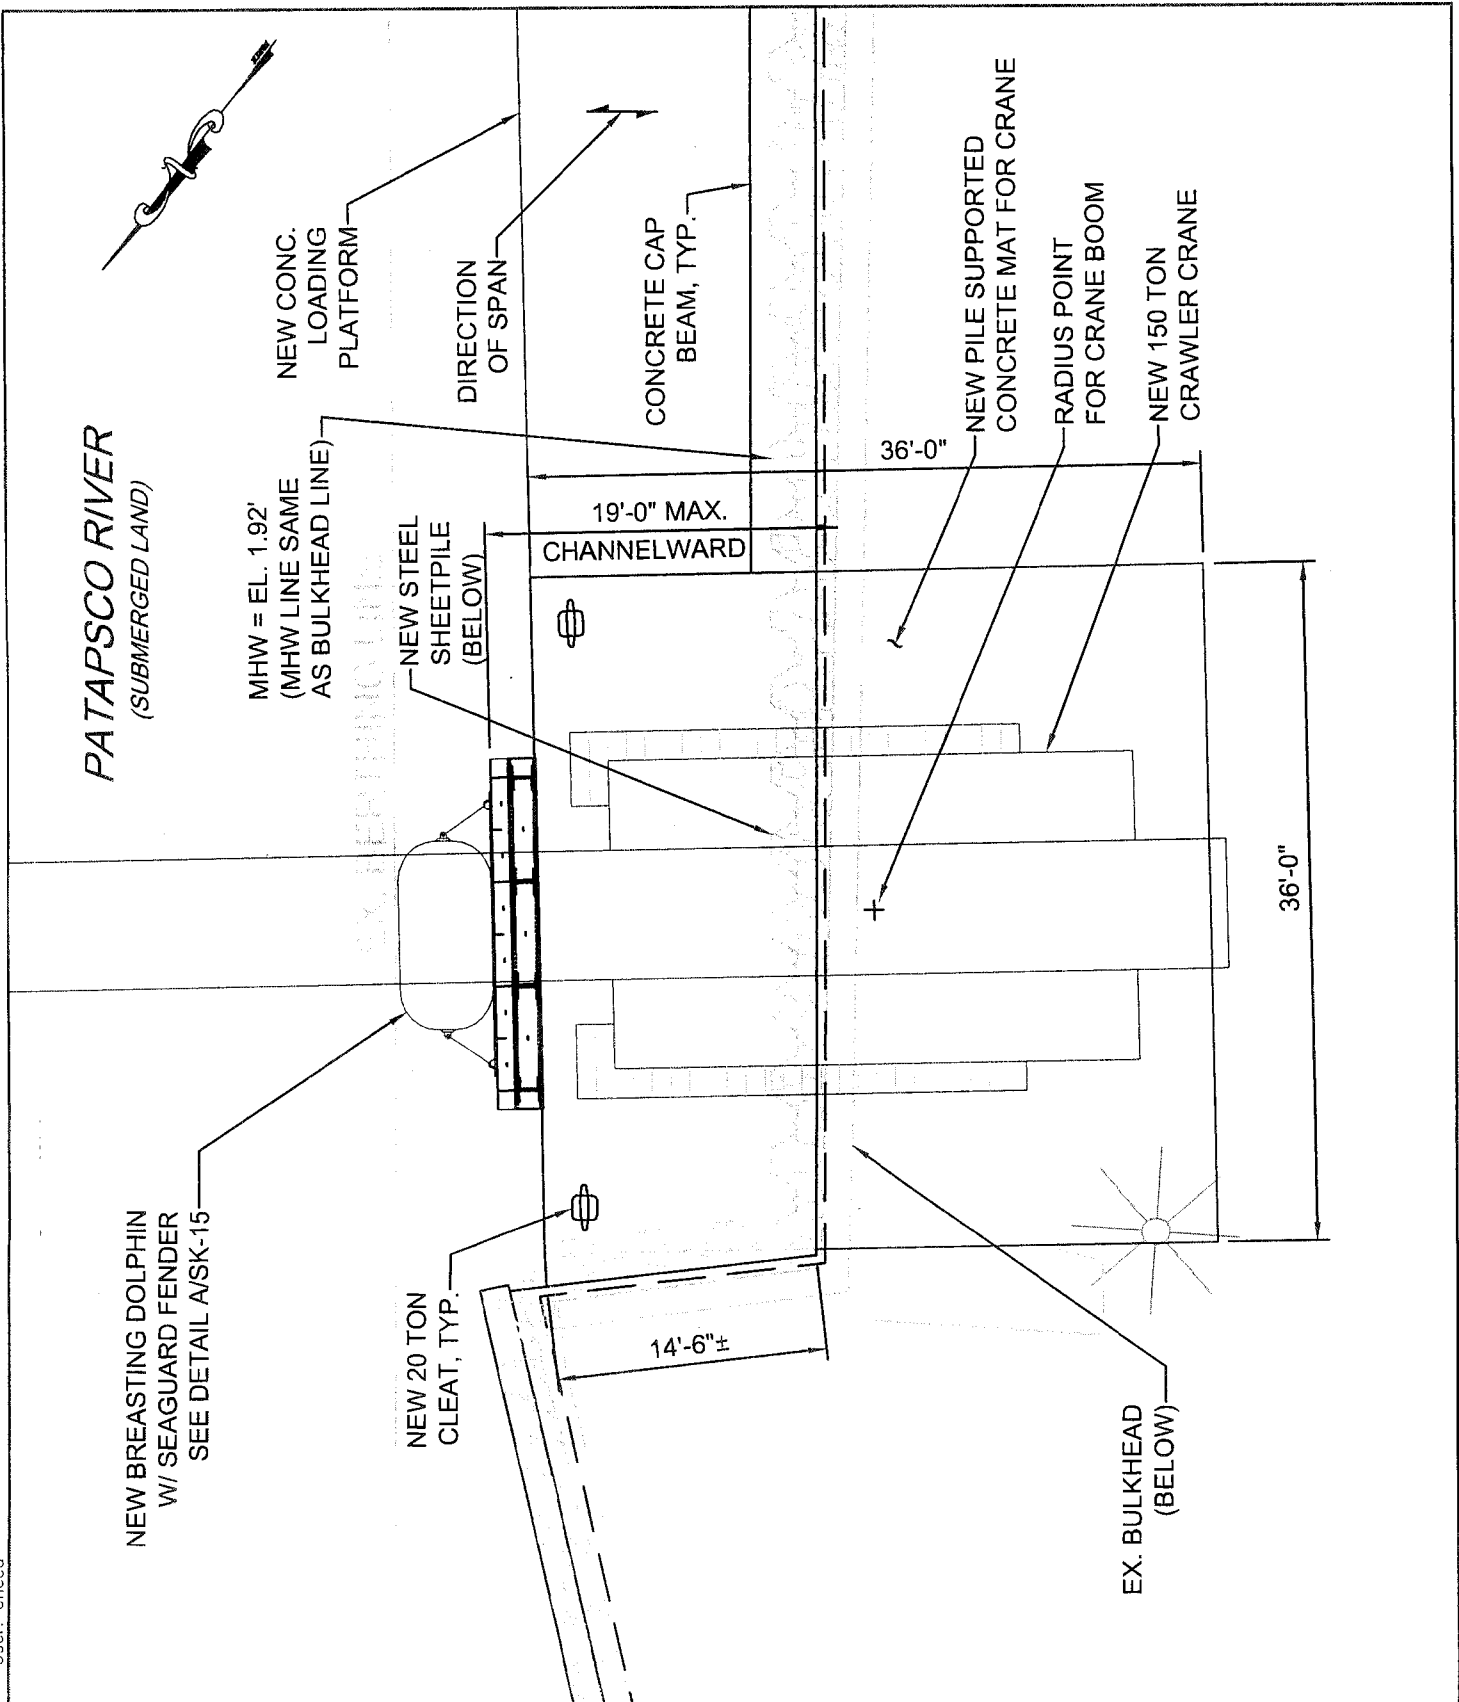 PATAPSCO RIVER
(SUBMERGED LAND)
NEW CONC.
LOADING
PLATFORM
DIRECTION
OF SPAN
MHW = EL. 1.92'
(MHW LINE SAME
AS BULKHEAD LINE)
CONCRETE CAP
BEAM, TYP.
NEW STEEL
SHEETPILE
(BELOW)
19'-0" MAX.
CHANNELWARD
36'-0"
NEW PILE SUPPORTED
CONCRETE MAT FOR CRANE
RADIUS POINT
FOR CRANE BOOM
NEW 150 TON
CRAWLER CRANE
36'-0"
NEW BREASTING DOLPHIN
W/ SEAGUARD FENDER
SEE DETAIL A/SK-15
NEW 20 TON
CLEAT, TYP.
14'-6"±
EX. BULKHEAD
(BELOW)